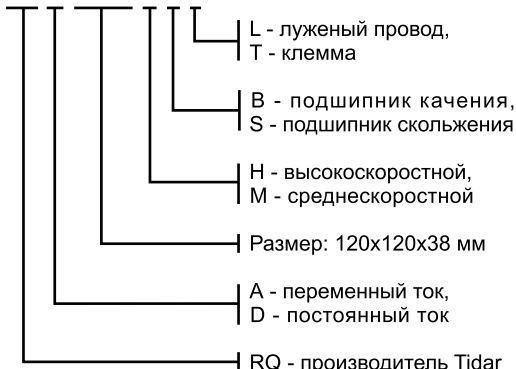 L - луженый провод,
T - клемма
B - подшипник качения,
S - подшипник скольжения
H - высокоскоростной,
M - среднескоростной
Размер: 120x120x38 мм
A - переменный ток,
D - постоянный ток
RQ - производитель Tidar